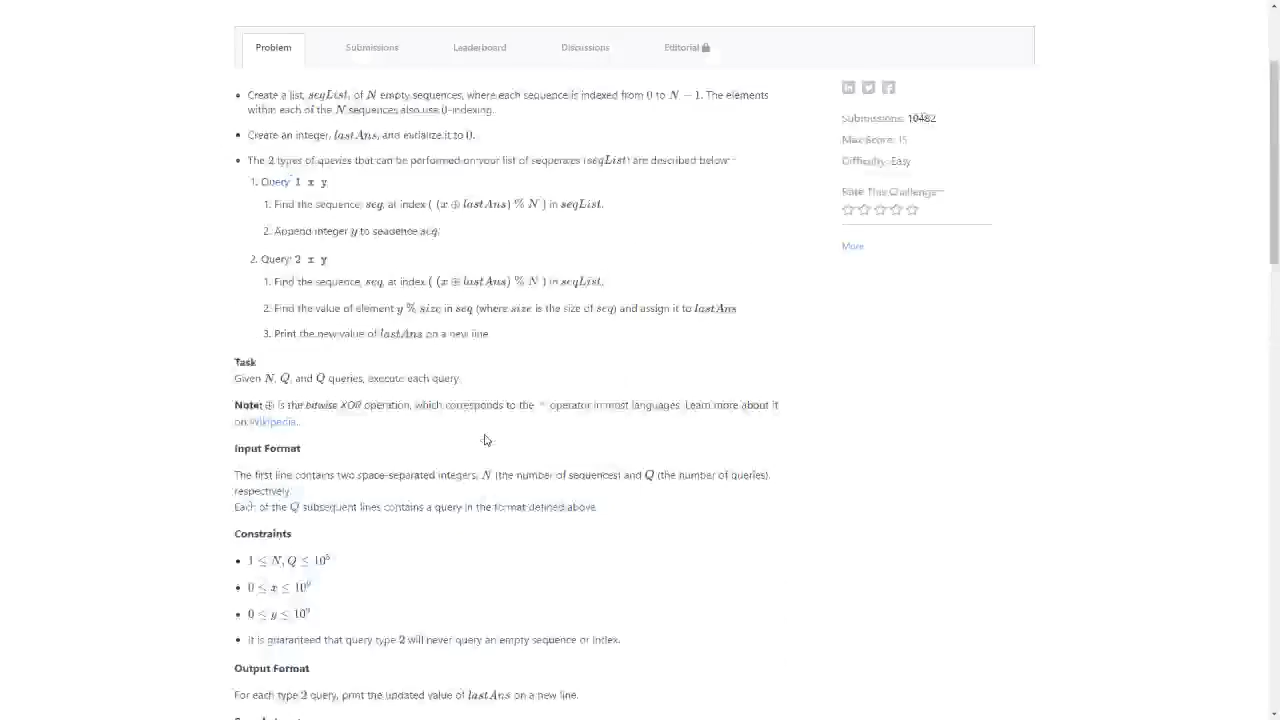 Problem Submissions Leaderboard Discussions Editorial
• Create a list, seqList, of N empty sequences, where each sequence is indexed from 0 to N − 1. The elements
within each of the N sequences also use 0-indexing.
• Create an integer, lastAns, and initialize it to 0.
• The 2 types of queries that can be performed on your list of sequences (seqList) are described below:
1. Query: 1 x y
1. Find the sequence, seq, at index ( (x ⊕ lastAns) % N ) in seqList.
2. Append integer y to sequence seq.
2. Query: 2 x y
1. Find the sequence, seq, at index ( (x ⊕ lastAns) % N ) in seqList.
2. Find the value of element y % size in seq (where size is the size of seq) and assign it to lastAns
3. Print the new value of lastAns on a new line
Task
Given N, Q, and Q queries, execute each query.
Note: ⊕ is the bitwise XOR operation, which corresponds to the ^ operator in most languages. Learn more about it
on Wikipedia.
Input Format
The first line contains two space-separated integers, N (the number of sequences) and Q (the number of queries),
respectively.
Each of the Q subsequent lines contains a query in the format defined above.
Constraints
• 1 ≤ N, Q ≤ 10⁵
• 0 ≤ x ≤ 10⁹
• 0 ≤ y ≤ 10⁹
• It is guaranteed that query type 2 will never query an empty sequence or index.
Output Format
For each type 2 query, print the updated value of lastAns on a new line.
Submissions: 10482
Max Score: 15
Difficulty: Easy
Rate This Challenge:
More